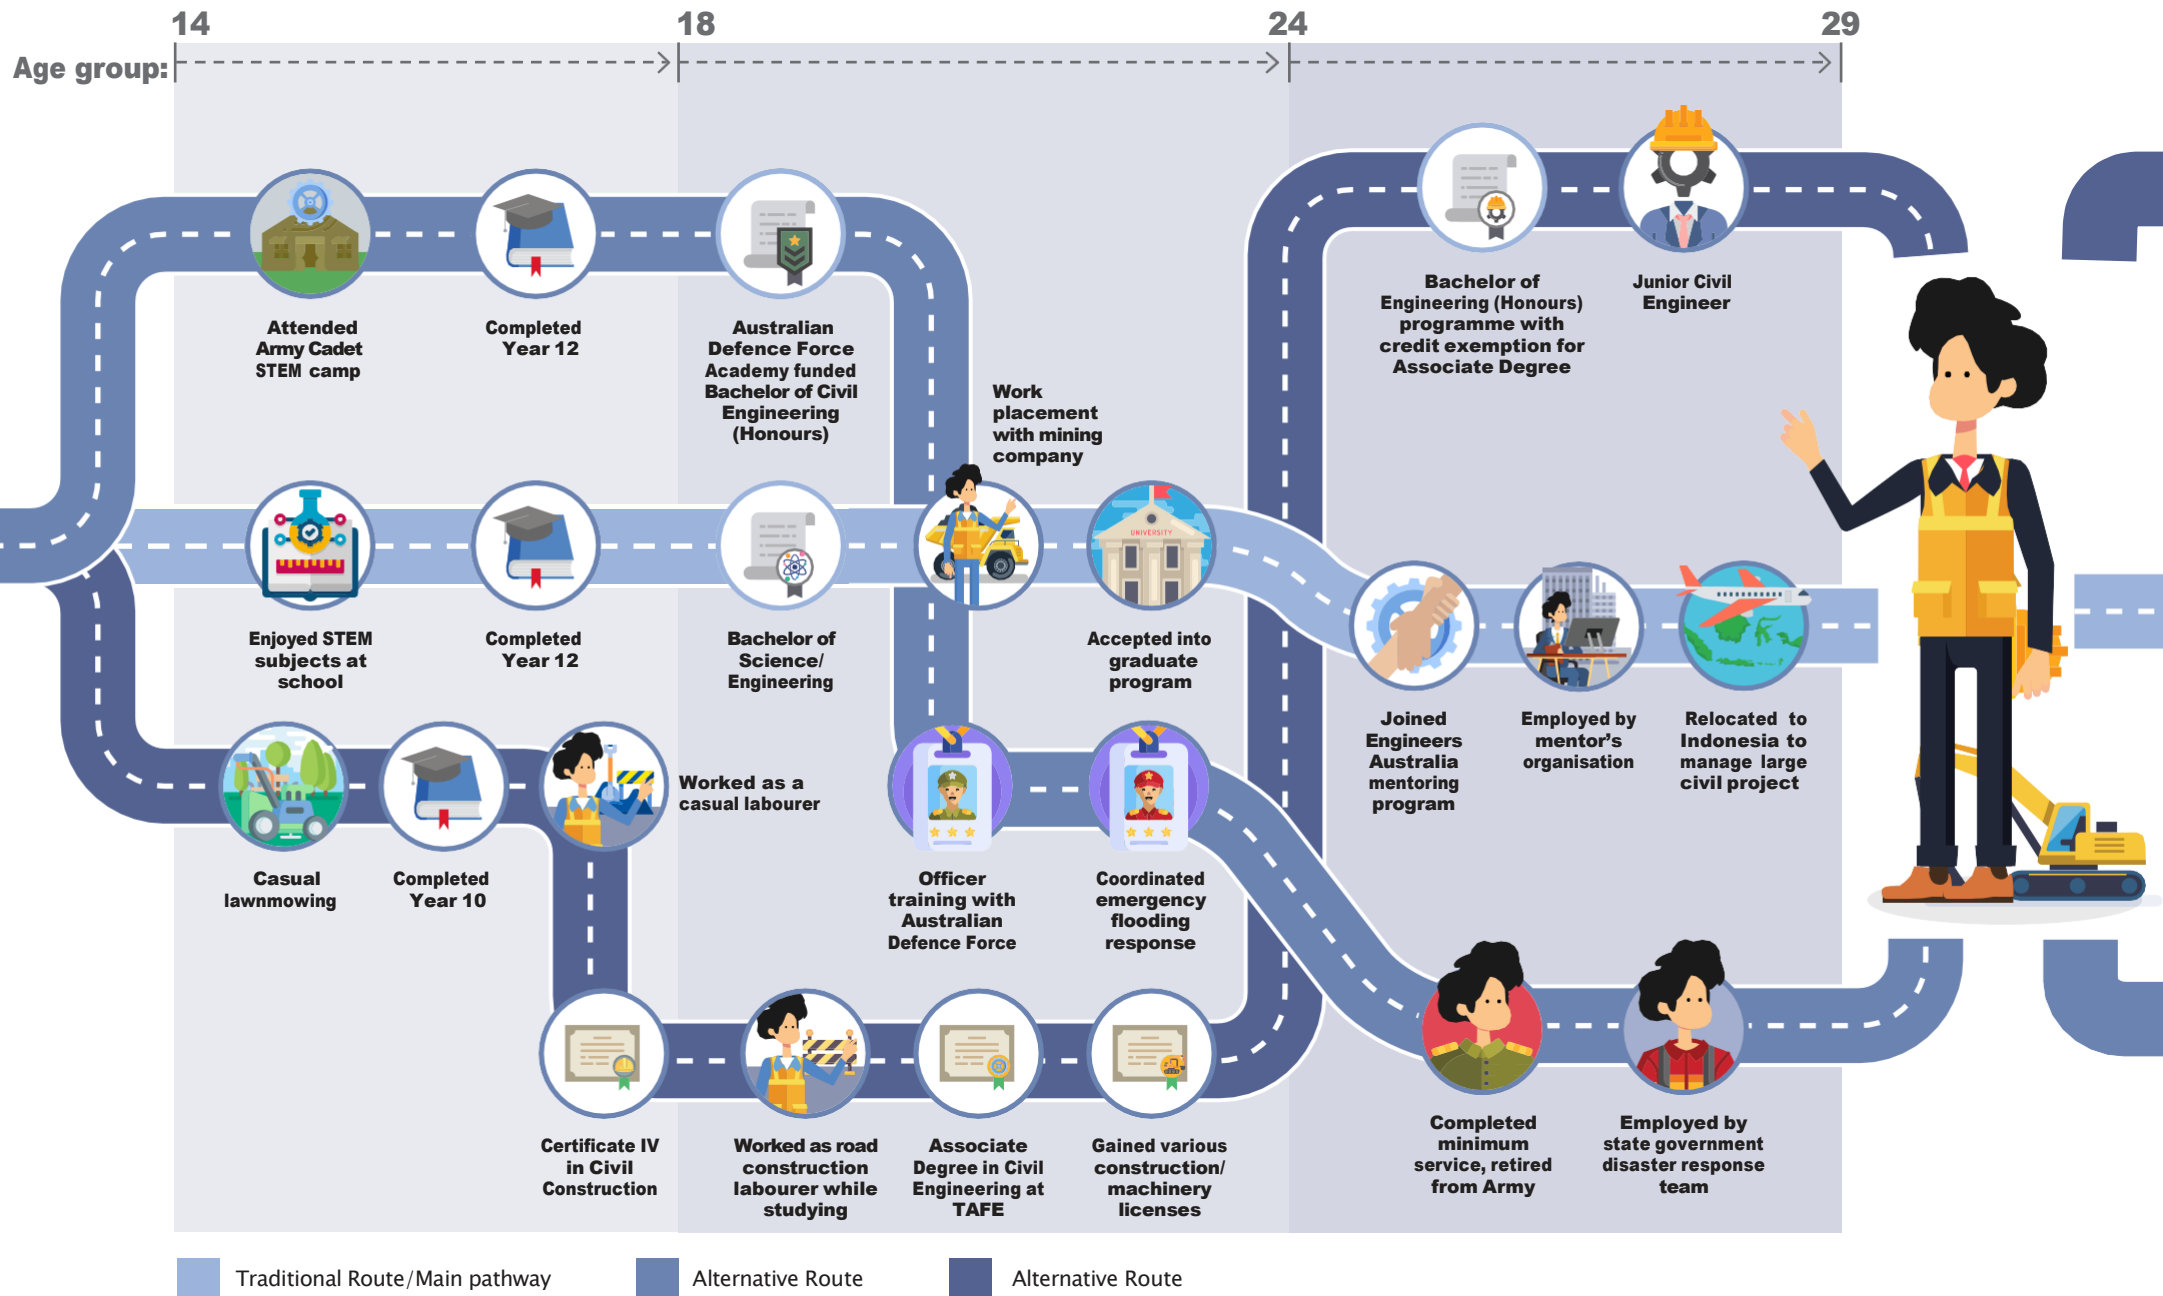 14
18
24
29
Age group:
Attended
Army Cadet
STEM camp
Completed
Year 12
Australian
Defence Force
Academy funded
Bachelor of Civil
Engineering
(Honours)
Work
placement
with mining
company
Bachelor of
Engineering (Honours)
programme with
credit exemption for
Associate Degree
Junior Civil
Engineer
UNIVERSITY
Enjoyed STEM
subjects at
school
Completed
Year 12
Bachelor of
Science/
Engineering
Accepted into
graduate
program
Joined
Engineers
Australia
mentoring
program
Employed by
mentor's
organisation
Relocated to
Indonesia to
manage large
civil project
Casual
lawnmowing
Completed
Year 10
Worked as a
casual labourer
Officer
training with
Australian
Defence Force
Coordinated
emergency
flooding
response
Certificate IV
in Civil
Construction
Worked as road
construction
labourer while
studying
Associate
Degree in Civil
Engineering at
TAFE
Gained various
construction/
machinery
licenses
Completed
minimum
service, retired
from Army
Employed by
state government
disaster response
team
Traditional Route/Main pathway
Alternative Route
Alternative Route